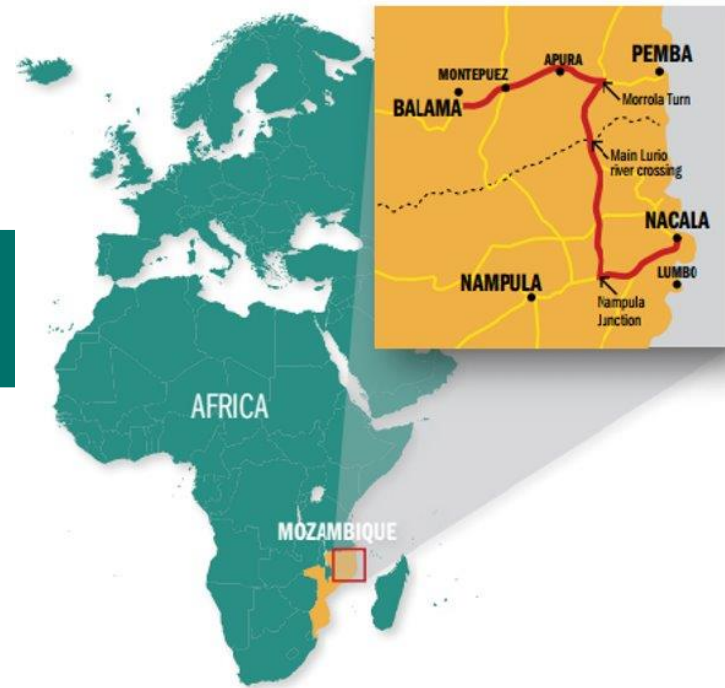 PEMBA
APURA
MONTEPUEZ
BALAMA
Morrola Turn
Main Lurio
river crossing
NACALA
NAMPULA
LUMBO
Nampula
Junction
AFRICA
MOZAMBIQUE